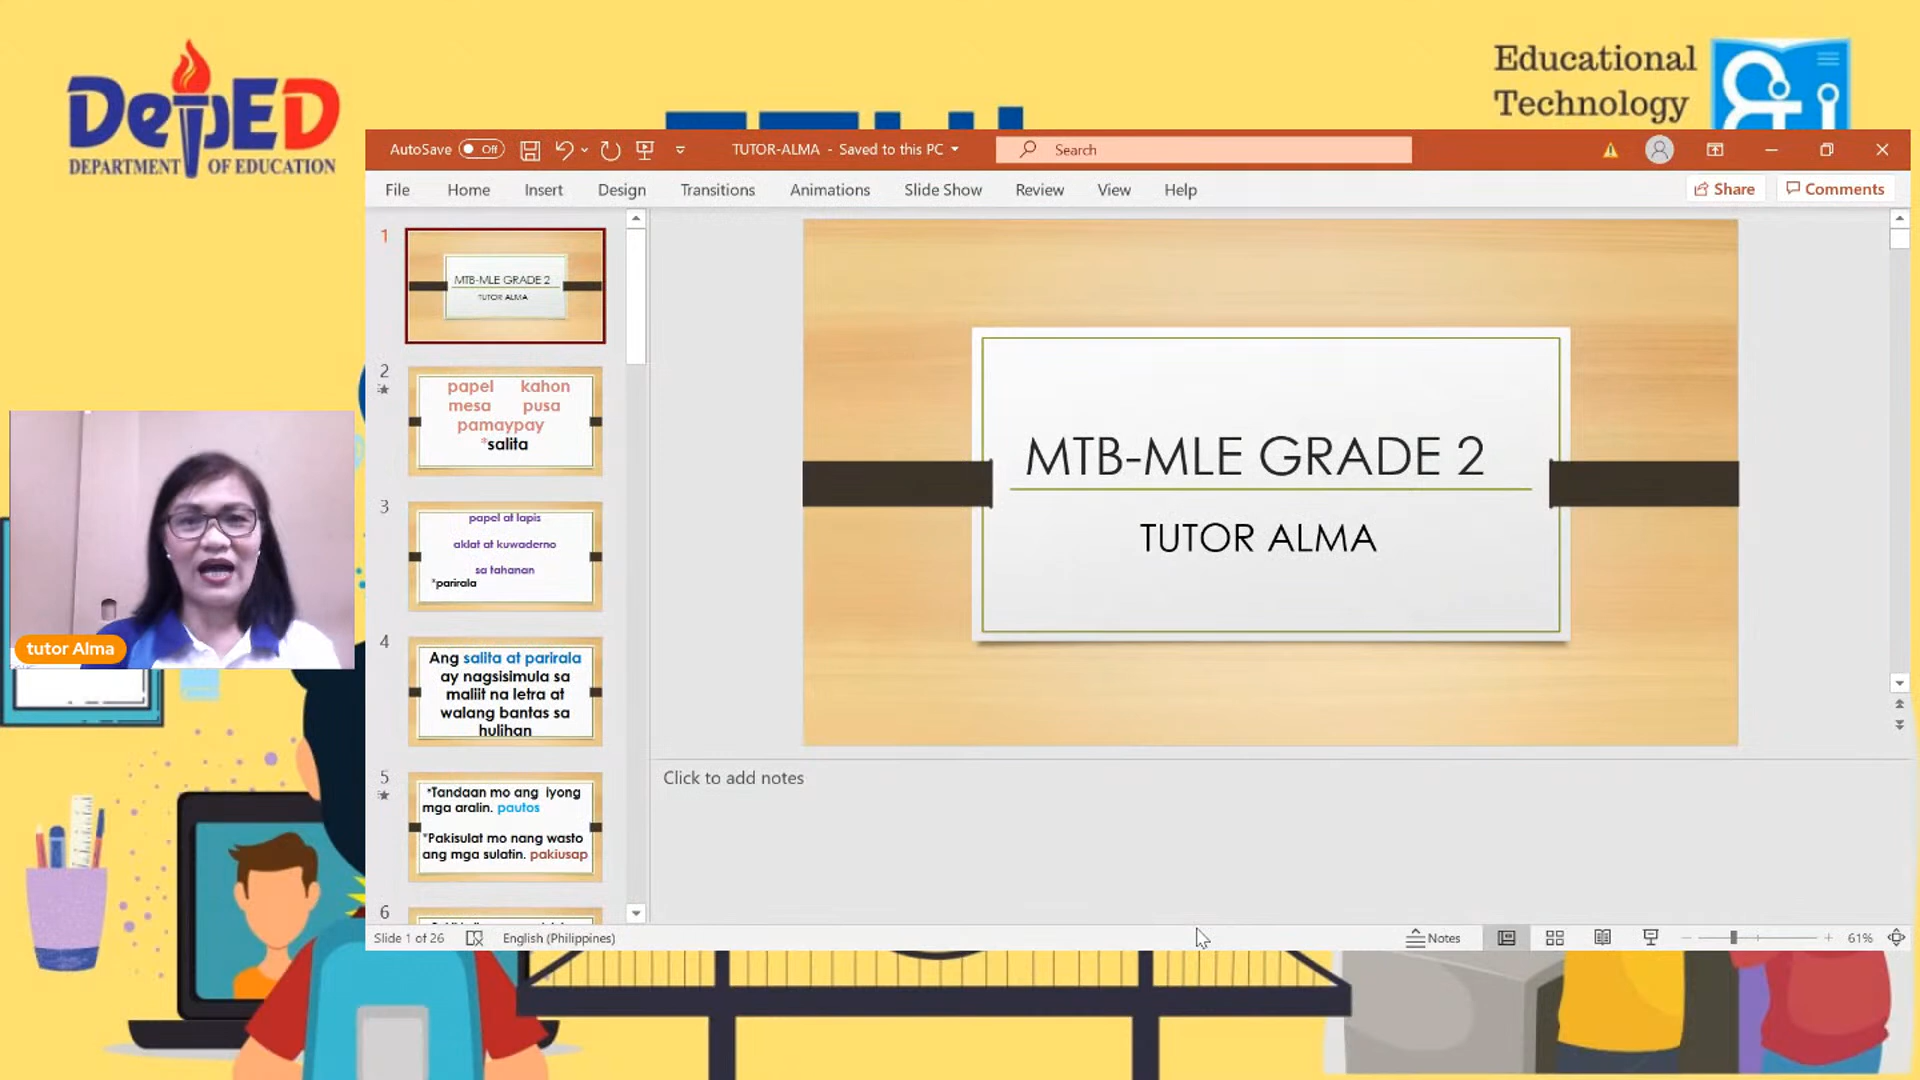 DepED
DEPARTMENT OF EDUCATION
Educational
Technology
AutoSave Off
TUTOR-ALMA - Saved to this PC
Search
File Home Insert Design Transitions Animations Slide Show Review View Help
Share Comments
1
MTB-MLE GRADE 2
TUTOR ALMA
2
papel kahon
mesa pusa
pamaypay
*salita
3
papel at lapis
aklat at kuwaderno
sa tahanan
*parirala
4
Ang salita at parirala
ay nagsisimula sa
maliit na letra at
walang bantas sa
hulihan
5
*Tandaan mo ang iyong
mga aralin. pautos
*Pakisulat mo nang wasto
ang mga sulatin. pakiusap
6
MTB-MLE GRADE 2
TUTOR ALMA
Click to add notes
tutor Alma
Slide 1 of 26 English (Philippines) Notes 61%